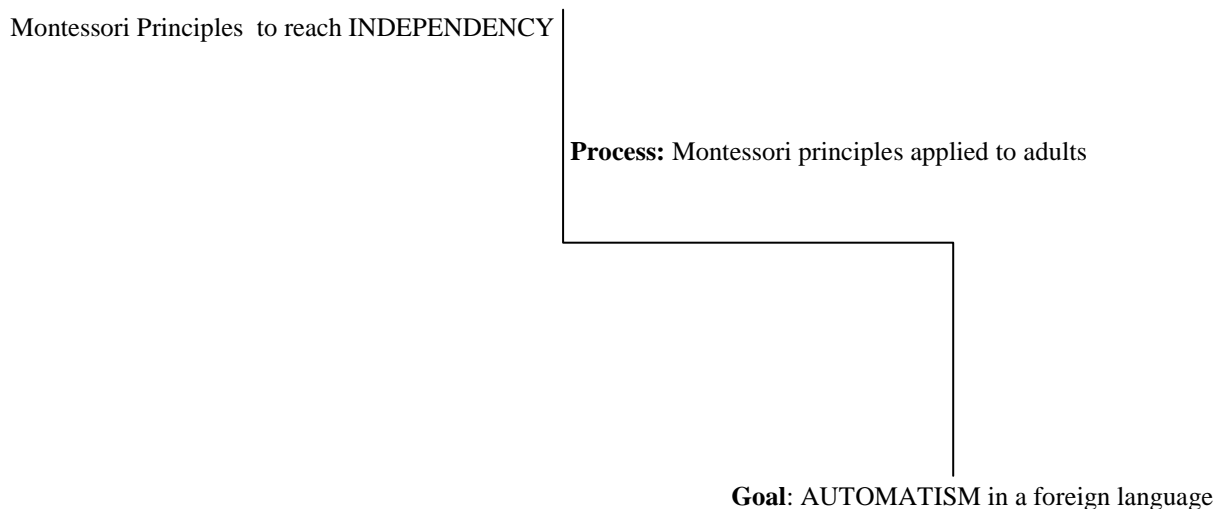 Montessori Principles  to reach INDEPENDENCY
Process: Montessori principles applied to adults
Goal: AUTOMATISM in a foreign language